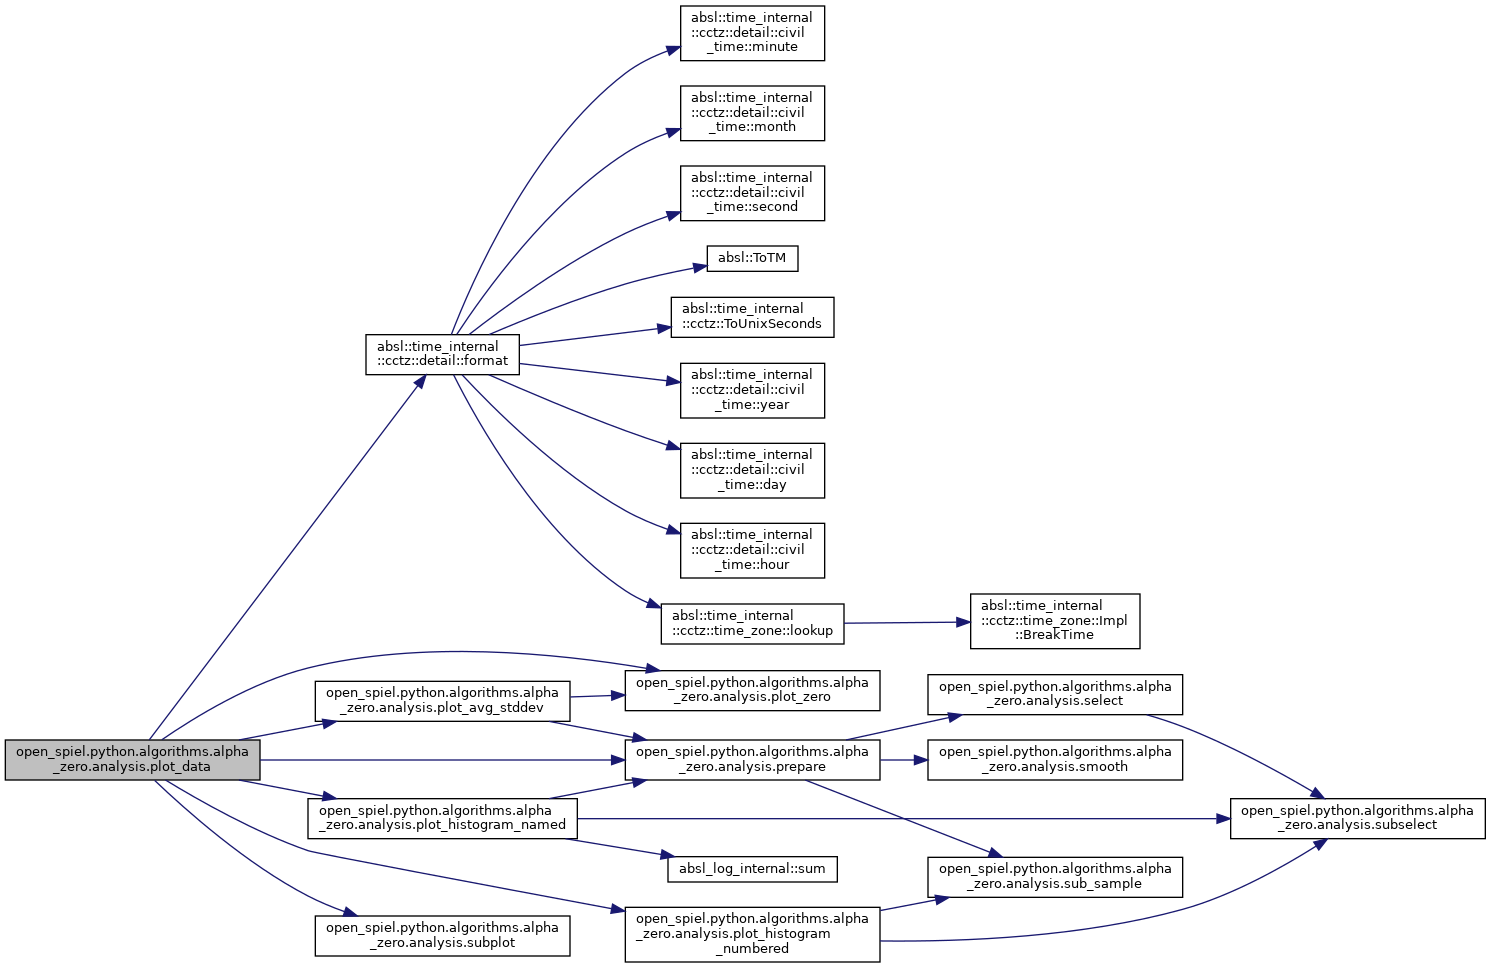 absl::time_internal
::cctz::detail::civil
_time::minute
absl::time_internal
::cctz::detail::civil
_time::month
absl::time_internal
::cctz::detail::civil
_time::second
absl::ToTM
absl::time_internal
::cctz::ToUnixSeconds
absl::time_internal
::cctz::detail::format
absl::time_internal
::cctz::detail::civil
_time::year
absl::time_internal
::cctz::detail::civil
_time::day
absl::time_internal
::cctz::detail::civil
_time::hour
absl::time_internal
::cctz::time_zone::lookup
absl::time_internal
::cctz::time_zone::Impl
::BreakTime
open_spiel.python.algorithms.alpha
_zero.analysis.plot_zero
open_spiel.python.algorithms.alpha
_zero.analysis.plot_avg_stddev
open_spiel.python.algorithms.alpha
_zero.analysis.select
open_spiel.python.algorithms.alpha
_zero.analysis.plot_data
open_spiel.python.algorithms.alpha
_zero.analysis.prepare
open_spiel.python.algorithms.alpha
_zero.analysis.smooth
open_spiel.python.algorithms.alpha
_zero.analysis.plot_histogram_named
open_spiel.python.algorithms.alpha
_zero.analysis.subselect
absl_log_internal::sum
open_spiel.python.algorithms.alpha
_zero.analysis.sub_sample
open_spiel.python.algorithms.alpha
_zero.analysis.subplot
open_spiel.python.algorithms.alpha
_zero.analysis.plot_histogram
_numbered